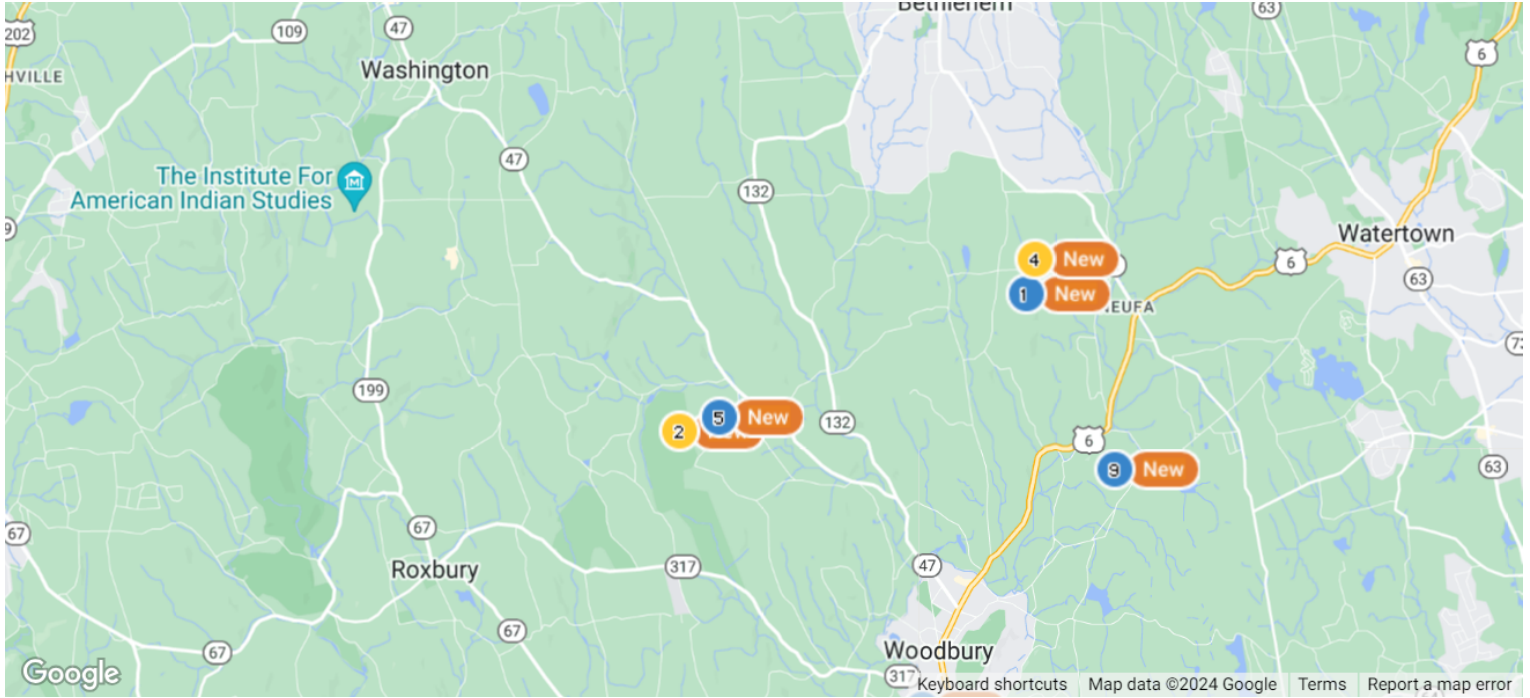 Bethlehem
202
109
47
63
6
HVILLE
Washington
47
The Institute For
American Indian Studies
132
Watertown
4 New
6
63
1 New
EUFA
199
5 New
2
132
6
9 New
63
67
67
Roxbury
317
47
67
67
Woodbury
317
Google
Keyboard shortcuts
Map data ©2024 Google
Terms
Report a map error